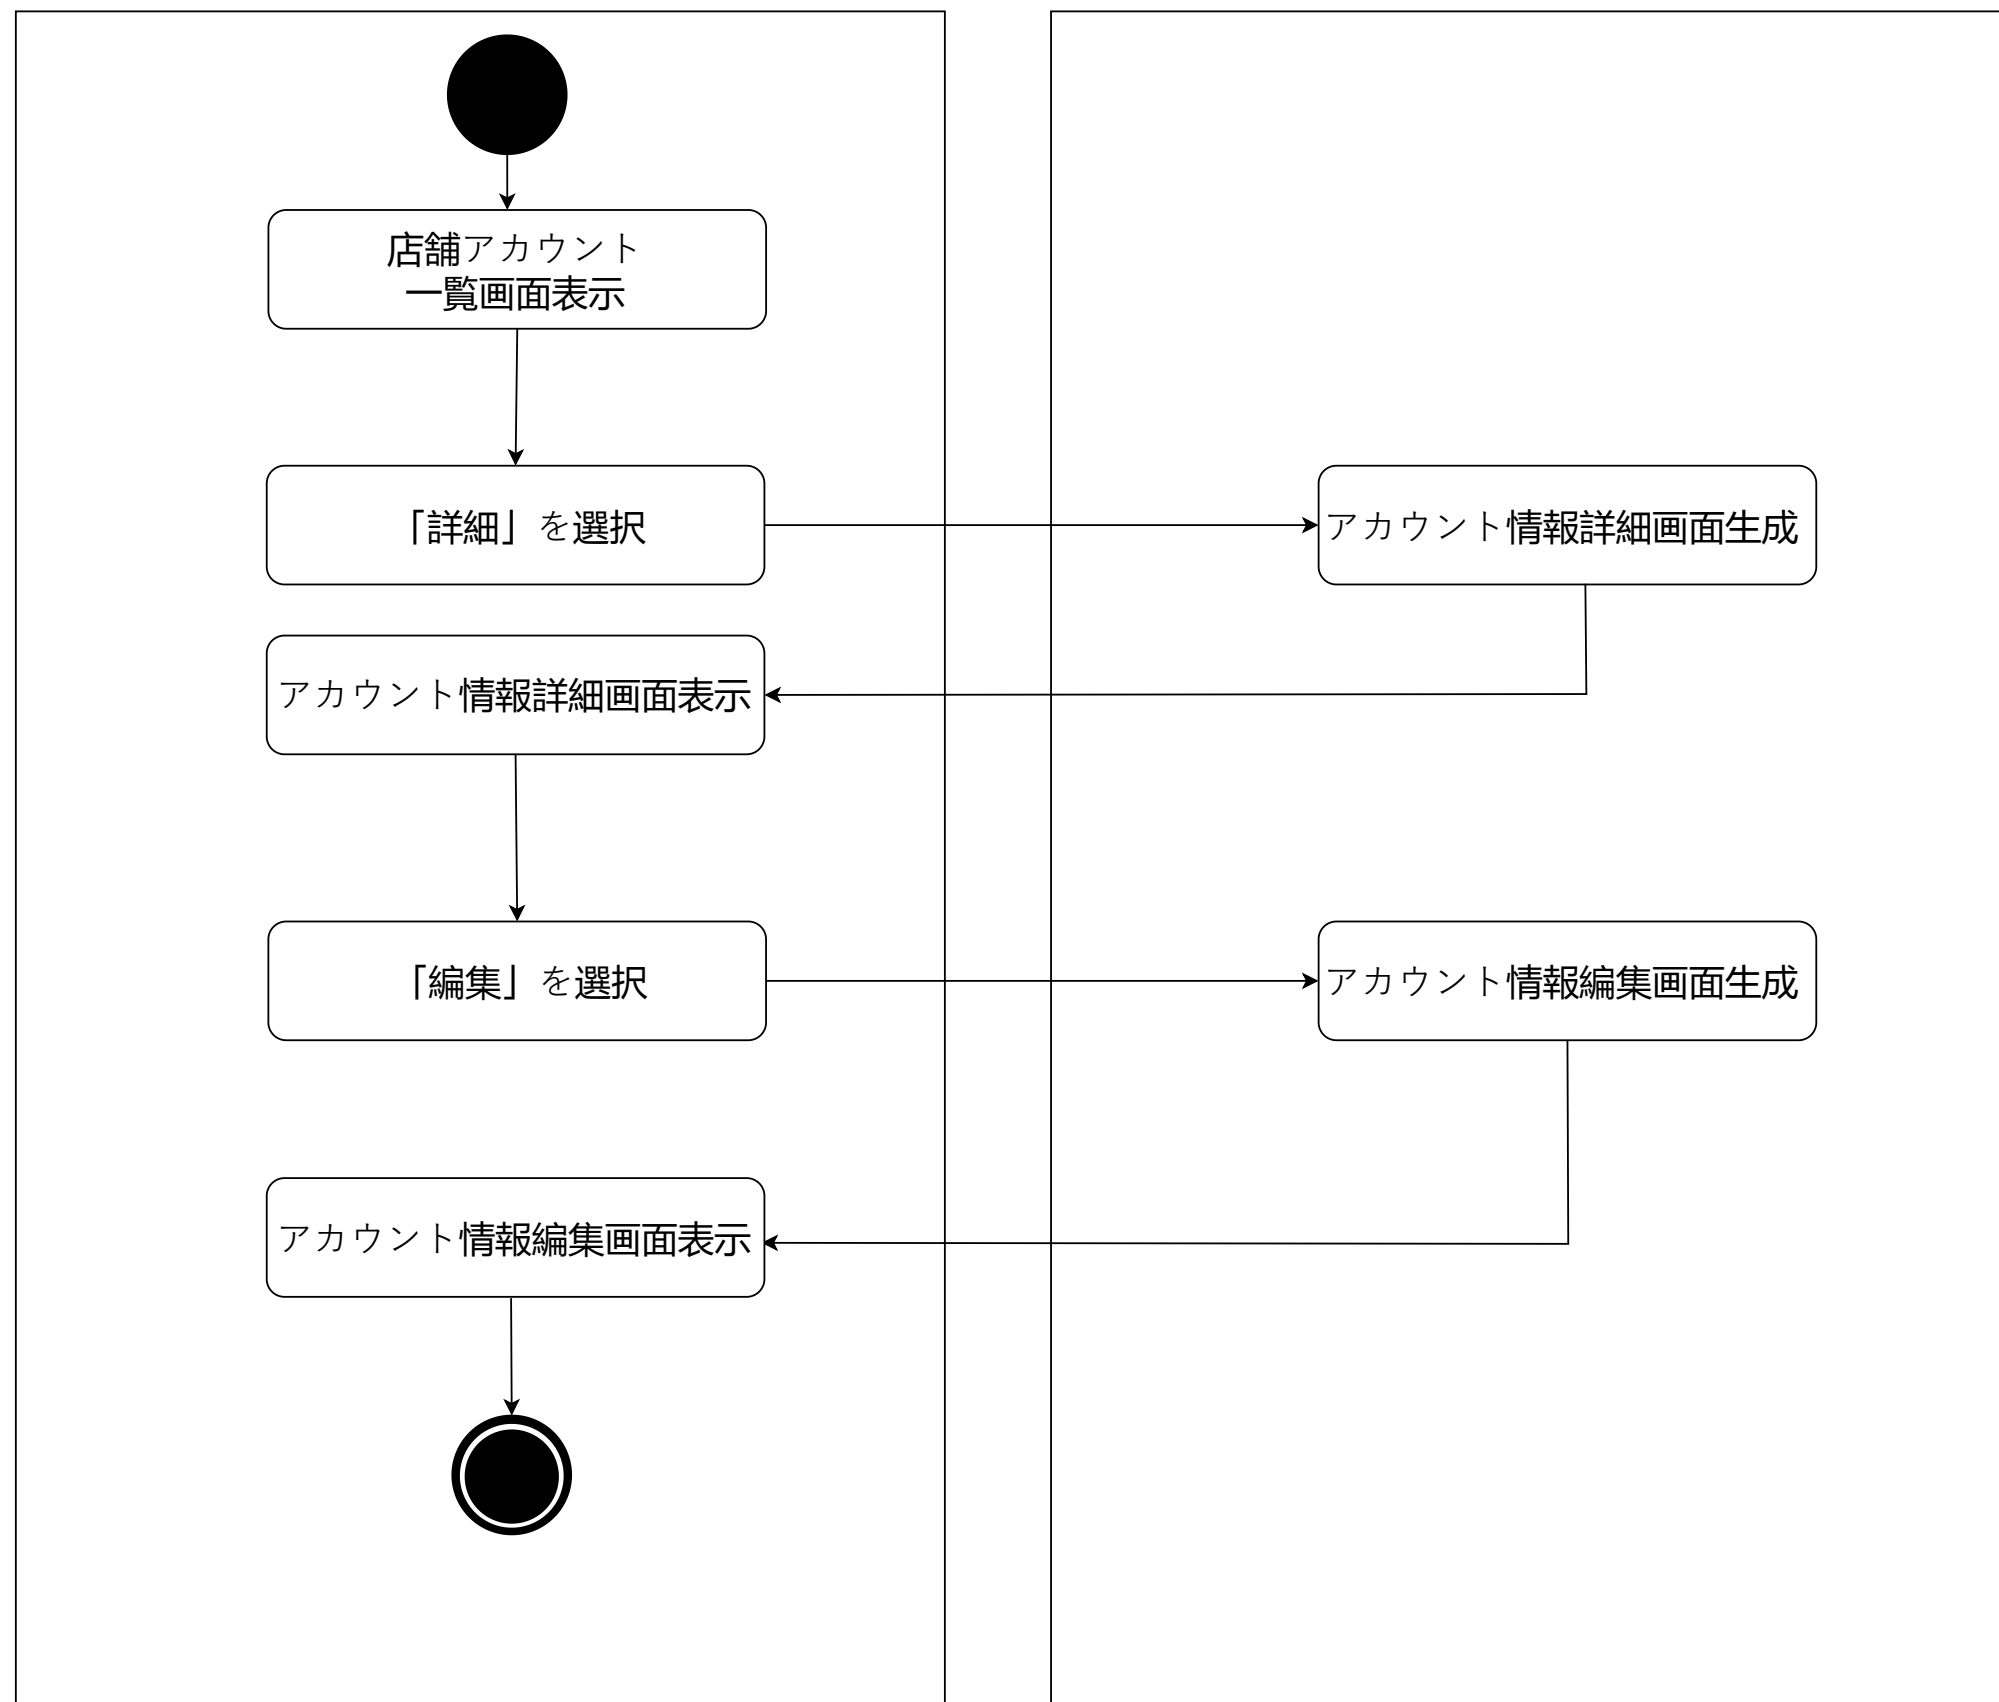 店舗アカウント
一覧画面表示
「詳細」を選択
アカウント情報詳細画面生成
アカウント情報詳細画面表示
「編集」を選択
アカウント情報編集画面生成
アカウント情報編集画面表示